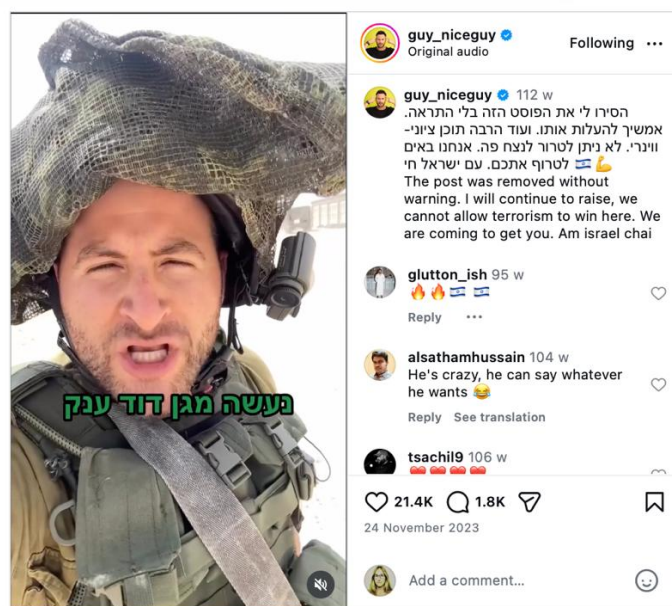 נעשה מגן דוד ענק
guy_niceguy
Original audio
Following
guy_niceguy 112 w
הסירו לי את הפוסט הזה בלי התראה.
אמשיך להעלות אותו. ועוד הרבה תוכן ציוני-
ווינרי. לא ניתן לטרור לנצח פה. אנחנו באים
לטרוף אתכם. עם ישראל חי 🇮🇱💪
The post was removed without
warning. I will continue to raise, we
cannot allow terrorism to win here. We
are coming to get you. Am israel chai
glutton_ish 95 w
🔥🔥🇮🇱 🇮🇱
Reply
alsathamhussain 104 w
He's crazy, he can say whatever
he wants 😂
Reply See translation
tsachil9 106 w
❤️❤️❤️❤️
21.4K 1.8K
24 November 2023
Add a comment...